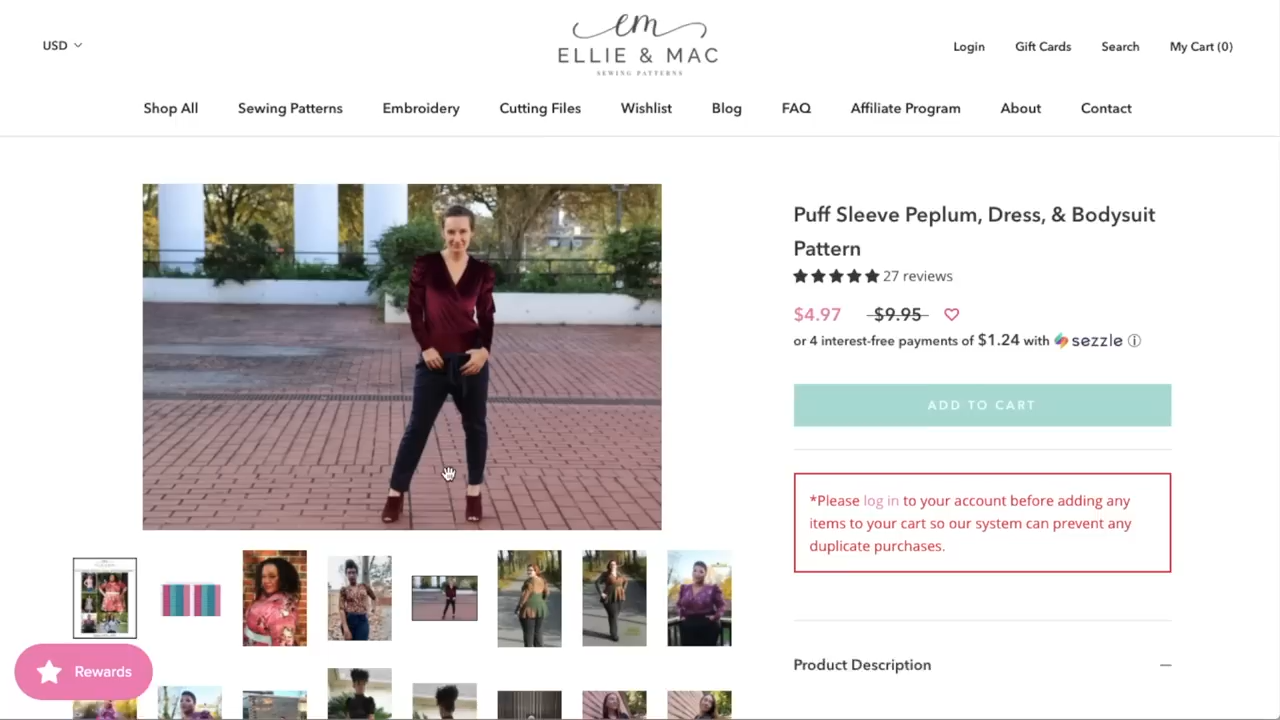 USD
em
ELLIE & MAC
SEWING PATTERNS
Login
Gift Cards
Search
My Cart (0)
Shop All
Sewing Patterns
Embroidery
Cutting Files
Wishlist
Blog
FAQ
Affiliate Program
About
Contact
Puff Sleeve Peplum, Dress, & Bodysuit
Pattern
27 reviews
$4.97 $9.95
or 4 interest-free payments of $1.24 with sezzle
ADD TO CART
*Please log in to your account before adding any
items to your cart so our system can prevent any
duplicate purchases.
Rewards
Product Description